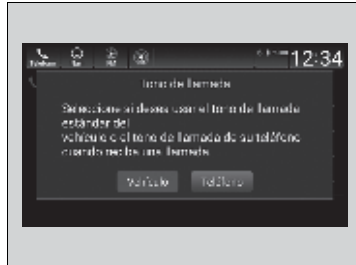 Teléfono
12:34
Tono de llamada
Seleccione si desea usar el tono de llamada
estándar del
vehículo o el tono de llamada de su teléfono
cuando reciba una llamada
Vehículo Teléfono